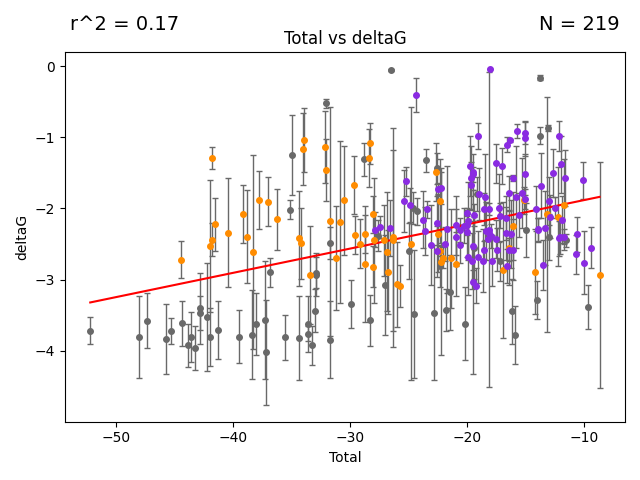 r^2 = 0.17
N = 219
Total vs deltaG
0
−1
−2
−3
−4
deltaG
−50
−40
−30
−20
−10
Total